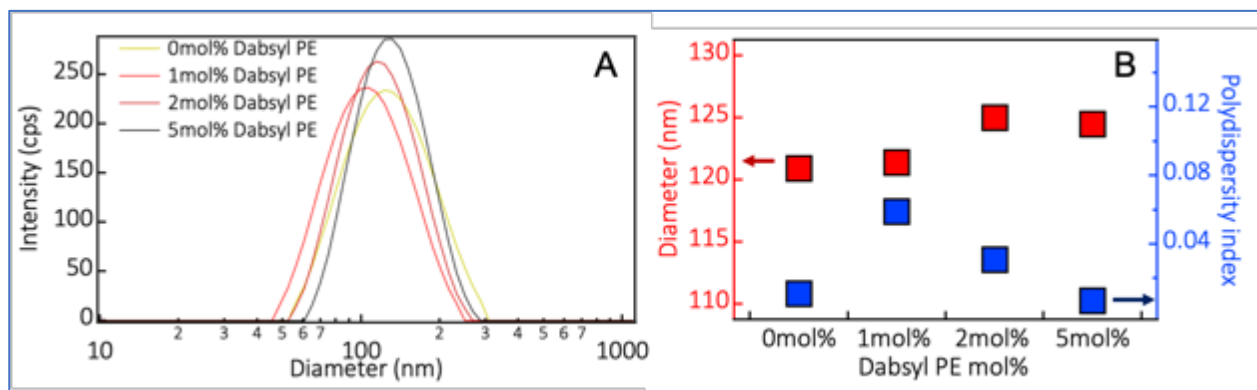 A
0mol% Dabsyl PE
1mol% Dabsyl PE
2mol% Dabsyl PE
5mol% Dabsyl PE
Intensity (cps)
250
200
150
100
50
0
10 2 3 4 5 6 7 100 2 3 4 5 6 7 1000
Diameter (nm)
B
Diameter (nm)
130
125
120
115
110
Polydispersity index
0.12
0.08
0.04
0mol% 1mol% 2mol% 5mol%
Dabsyl PE mol%